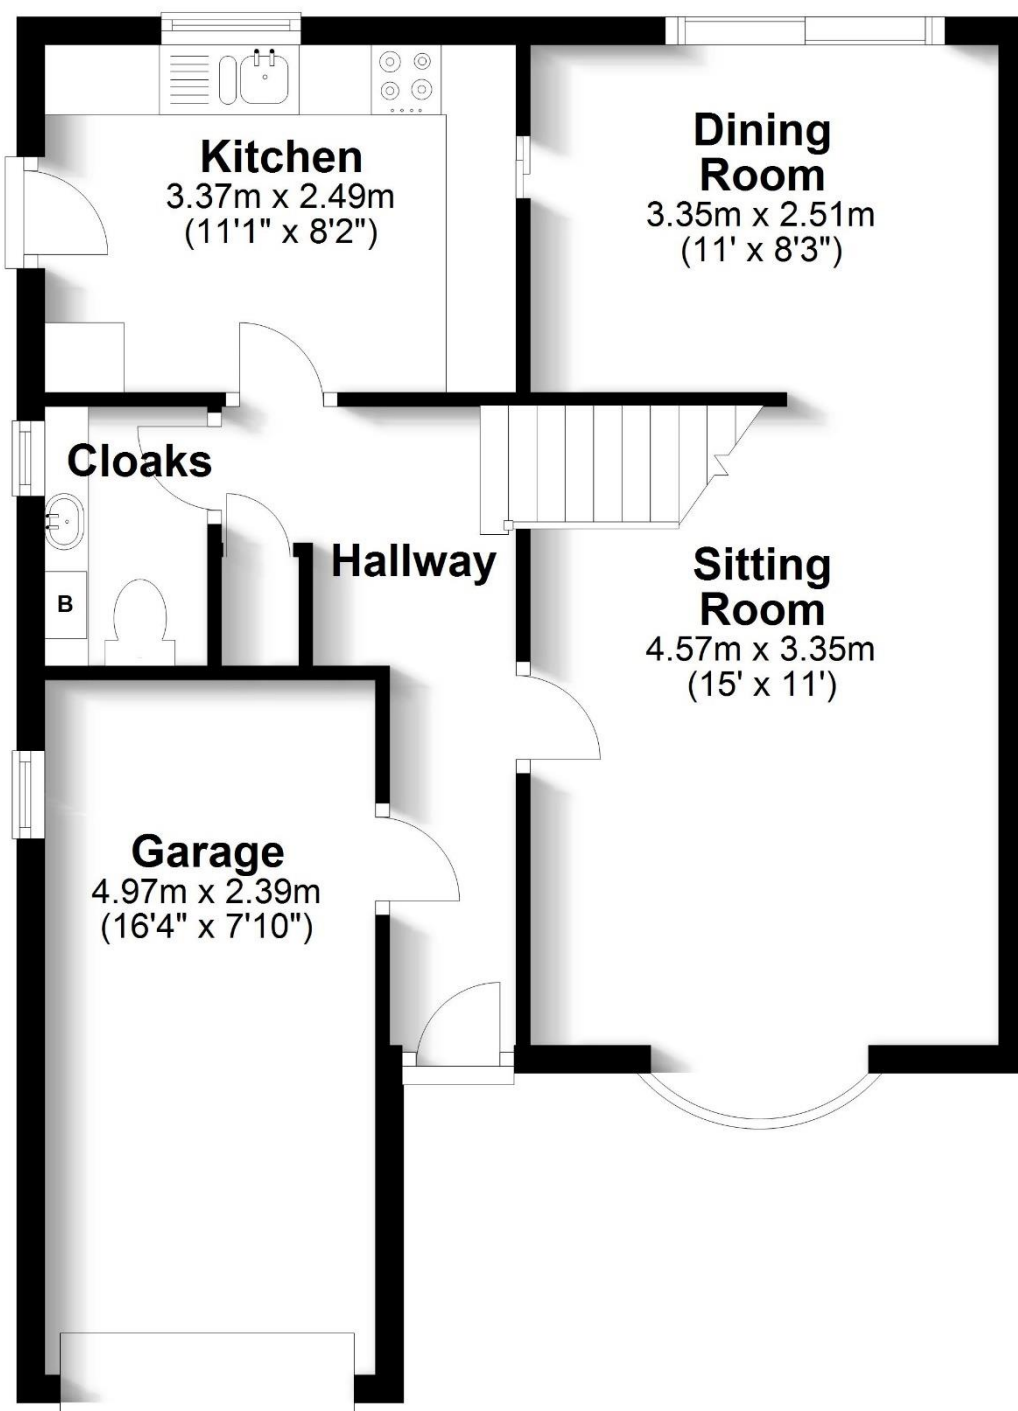 Kitchen
3.37m x 2.49m
(11'1" x 8'2")
Dining
Room
3.35m x 2.51m
(11' x 8'3")
Cloaks
B
Hallway
Sitting
Room
4.57m x 3.35m
(15' x 11')
Garage
4.97m x 2.39m
(16'4" x 7'10")